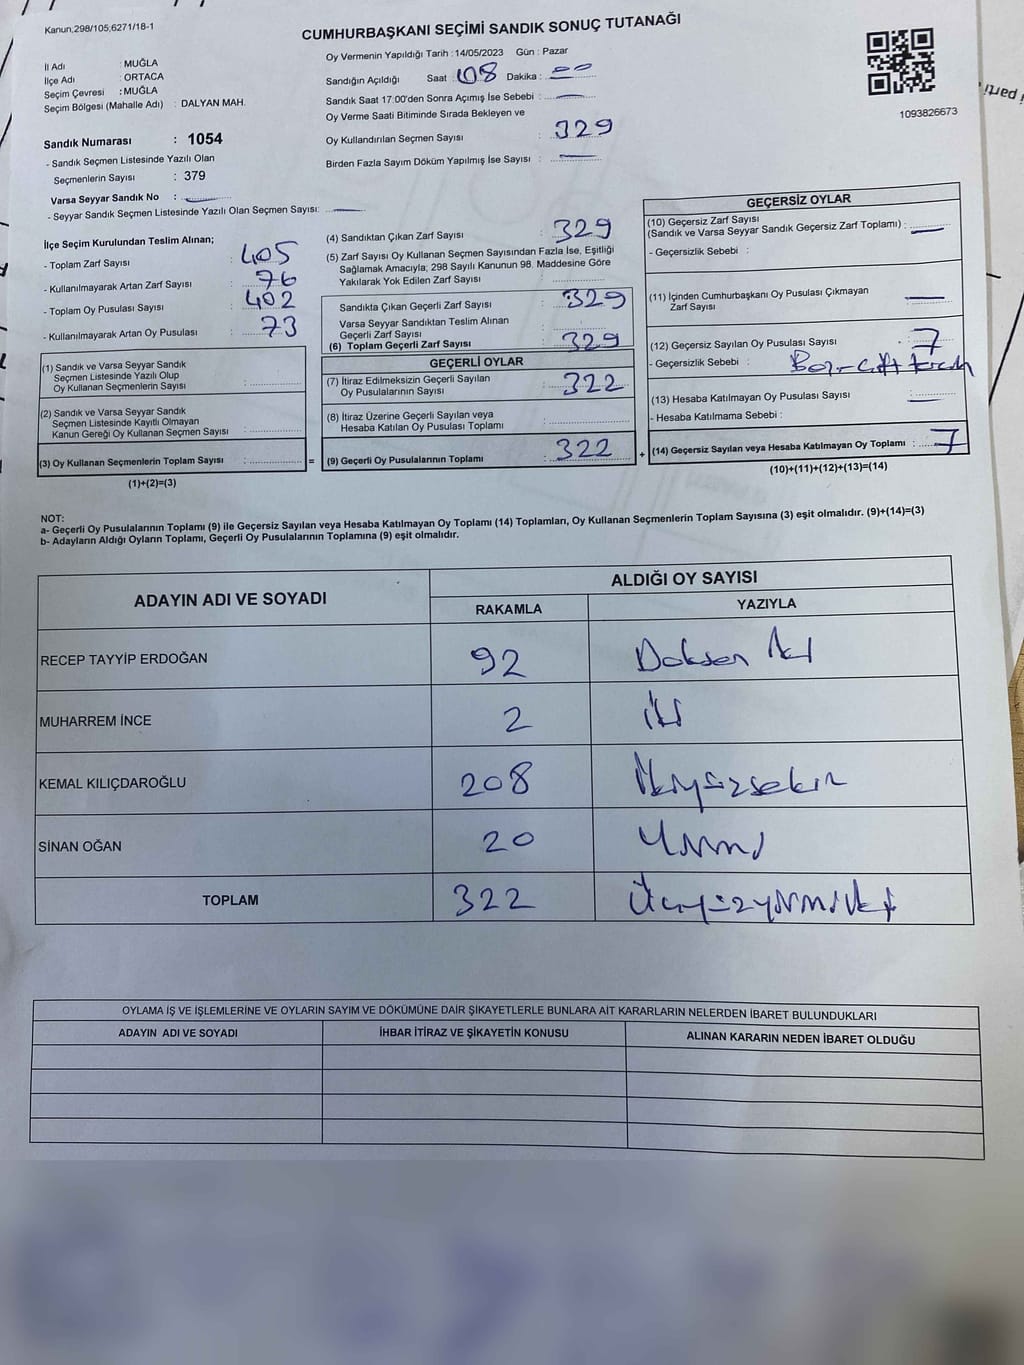 Kanun,298/105,6271/18-1
CUMHURBAŞKANI SEÇİMİ SANDIK SONUÇ TUTANAĞI
İl Adı : MUĞLA
İlçe Adı : ORTACA
Seçim Çevresi : MUĞLA
Seçim Bölgesi (Mahalle Adı) : DALYAN MAH.
Sandık Numarası : 1054
- Sandık Seçmen Listesinde Yazılı Olan
Seçmenlerin Sayısı : 379
Varsa Seyyar Sandık No :
- Seyyar Sandık Seçmen Listesinde Yazılı Olan Seçmen Sayısı:
Oy Vermenin Yapıldığı Tarih : 14/05/2023 Gün : Pazar
Sandığın Açıldığı Saat : 08 Dakika : 00
Sandık Saat 17:00'den Sonra Açımış İse Sebebi :
Oy Verme Saati Bitiminde Sırada Bekleyen ve
Oy Kullandırılan Seçmen Sayısı : 329
Birden Fazla Sayım Döküm Yapılmış İse Sayısı :
1093826673
! parti
İlçe Seçim Kurulundan Teslim Alınan;
- Toplam Zarf Sayısı : 405
- Kullanılmayarak Artan Zarf Sayısı : 76
- Toplam Oy Pusulası Sayısı : 402
- Kullanılmayarak Artan Oy Pusulası : 73
(1) Sandık ve Varsa Seyyar Sandık
Seçmen Listesinde Yazılı Olup
Oy Kullanan Seçmenlerin Sayısı :
(2) Sandık ve Varsa Seyyar Sandık
Seçmen Listesinde Kayıtlı Olmayan
Kanun Gereği Oy Kullanan Seçmen Sayısı :
(3) Oy Kullanan Seçmenlerin Toplam Sayısı : =
(1)+(2)=(3)
(4) Sandıktan Çıkan Zarf Sayısı : 329
(5) Zarf Sayısı Oy Kullanan Seçmen Sayısından Fazla İse, Eşitliği
Sağlamak Amacıyla; 298 Sayılı Kanunun 98. Maddesine Göre
Yakılarak Yok Edilen Zarf Sayısı :
Sandıkta Çıkan Geçerli Zarf Sayısı : 329
Varsa Seyyar Sandıktan Teslim Alınan
Geçerli Zarf Sayısı :
(6) Toplam Geçerli Zarf Sayısı : 329
GEÇERLİ OYLAR
(7) İtiraz Edilmeksizin Geçerli Sayılan
Oy Pusulalarının Sayısı : 322
(8) İtiraz Üzerine Geçerli Sayılan veya
Hesaba Katılan Oy Pusulası Toplamı :
(9) Geçerli Oy Pusulalarının Toplamı : 322 +
GEÇERSİZ OYLAR
(10) Geçersiz Zarf Sayısı
(Sandık ve Varsa Seyyar Sandık Geçersiz Zarf Toplamı) :
- Geçersizlik Sebebi :
(11) İçinden Cumhurbaşkanı Oy Pusulası Çıkmayan
Zarf Sayısı :
(12) Geçersiz Sayılan Oy Pusulası Sayısı : 7
- Geçersizlik Sebebi :
(13) Hesaba Katılmayan Oy Pusulası Sayısı :
- Hesaba Katılmama Sebebi :
(14) Geçersiz Sayılan veya Hesaba Katılmayan Oy Toplamı : 7
(10)+(11)+(12)+(13)=(14)
NOT:
a- Geçerli Oy Pusulalarının Toplamı (9) ile Geçersiz Sayılan veya Hesaba Katılmayan Oy Toplamı (14) Toplamları, Oy Kullanan Seçmenlerin Toplam Sayısına (3) eşit olmalıdır. (9)+(14)=(3)
b- Adayların Aldığı Oyların Toplamı, Geçerli Oy Pusulalarının Toplamına (9) eşit olmalıdır.
ADAYIN ADI VE SOYADI ALDIĞI OY SAYISI
RAKAMLA YAZIYLA
RECEP TAYYİP ERDOĞAN 92 Doksan İki
MUHARREM İNCE 2 İki
KEMAL KILIÇDAROĞLU 208 İkiyüzsekiz
SİNAN OĞAN 20 Yirmi
TOPLAM 322 Üçyüzyirmiiki
OYLAMA İŞ VE İŞLEMLERİNE VE OYLARIN SAYIM VE DÖKÜMÜNE DAİR ŞİKAYETLERLE BUNLARA AİT KARARLARIN NELERDEN İBARET BULUNDUKLARI
ADAYIN ADI VE SOYADI İHBAR İTİRAZ VE ŞİKAYETİN KONUSU ALINAN KARARIN NEDEN İBARET OLDUĞU